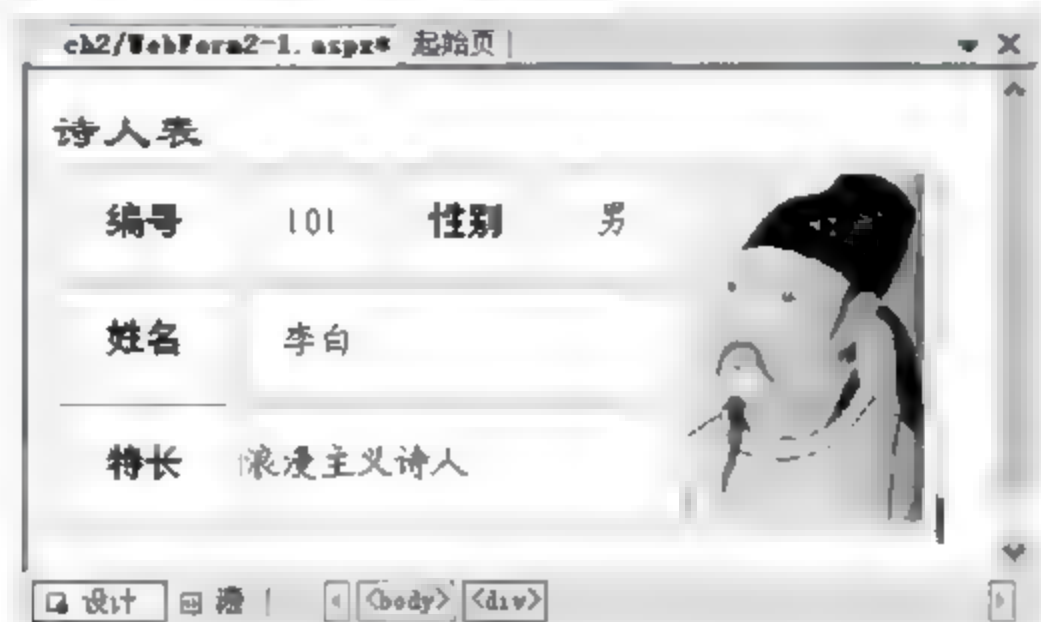 ch2/WebForm2-1.aspx* 起始页
诗人表
编号 101 性别 男
姓名 李白
特长 浪漫主义诗人
设计 源 <body> <div>